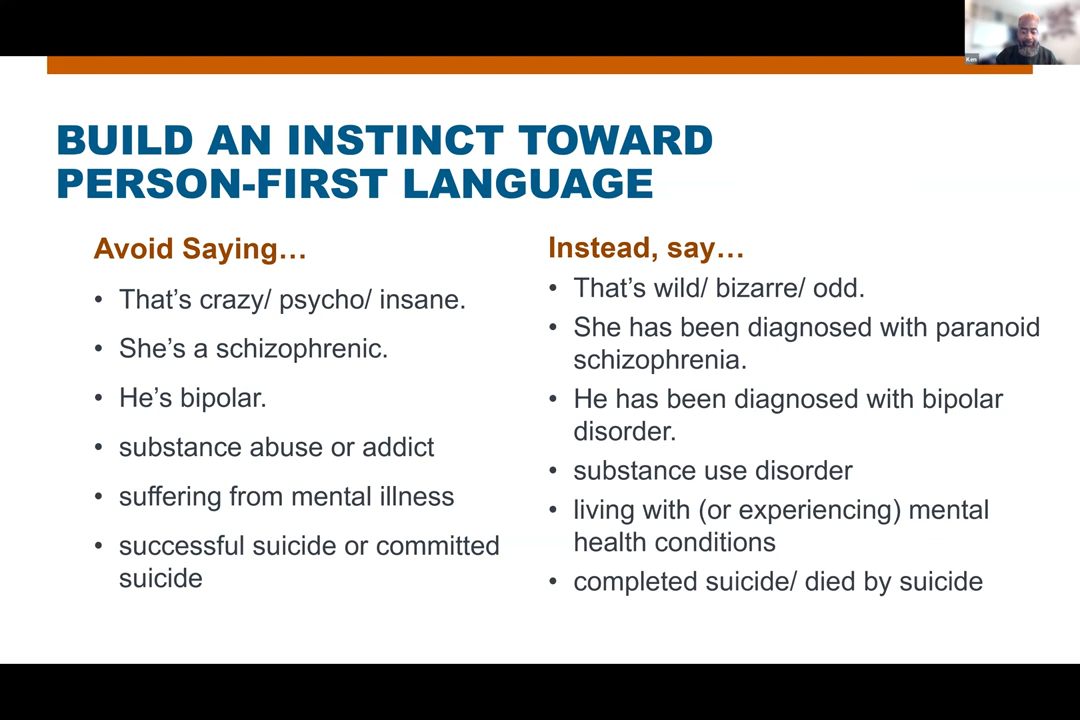 Ken
BUILD AN INSTINCT TOWARD
PERSON-FIRST LANGUAGE
Avoid Saying…
• That's crazy/ psycho/ insane.
• She's a schizophrenic.
• He's bipolar.
• substance abuse or addict
• suffering from mental illness
• successful suicide or committed
suicide
Instead, say…
• That's wild/ bizarre/ odd.
• She has been diagnosed with paranoid
schizophrenia.
• He has been diagnosed with bipolar
disorder.
• substance use disorder
• living with (or experiencing) mental
health conditions
• completed suicide/ died by suicide